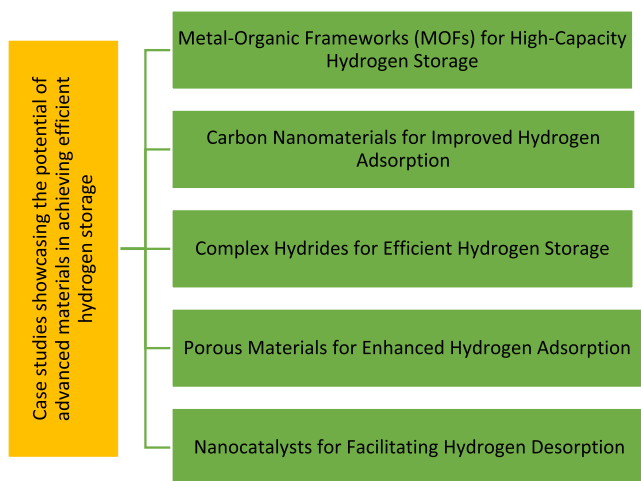 Case studies showcasing the potential of
advanced materials in achieving efficient
hydrogen storage
Metal-Organic Frameworks (MOFs) for High-Capacity
Hydrogen Storage
Carbon Nanomaterials for Improved Hydrogen
Adsorption
Complex Hydrides for Efficient Hydrogen Storage
Porous Materials for Enhanced Hydrogen Adsorption
Nanocatalysts for Facilitating Hydrogen Desorption